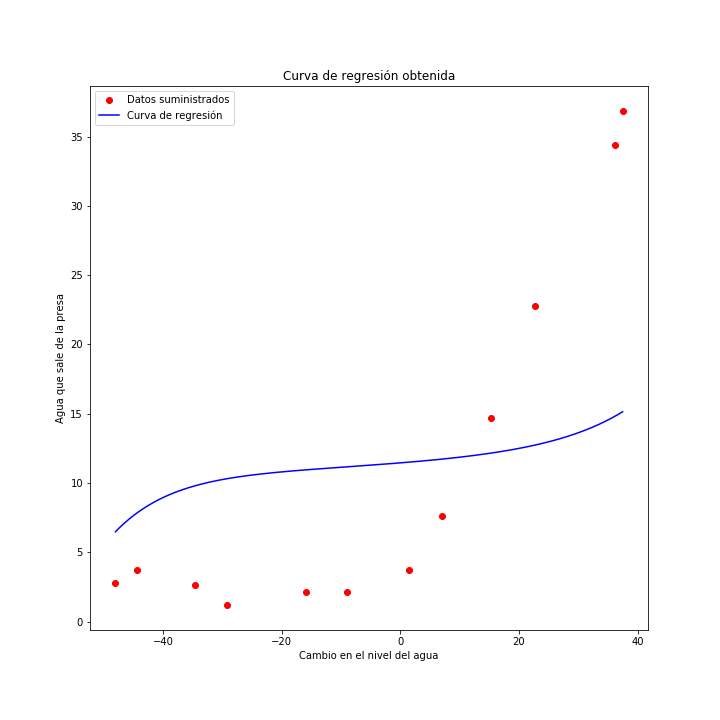 Curva de regresión obtenida
Datos suministrados
Curva de regresión
35
30
25
20
15
10
5
0
Agua que sale de la presa
−40
−20
0
20
40
Cambio en el nivel del agua